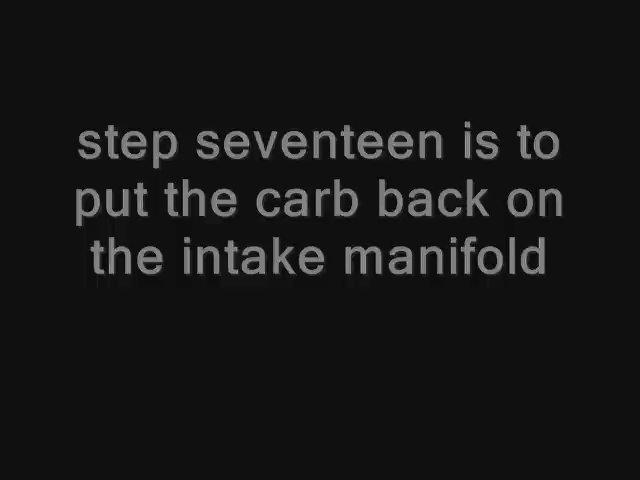 step seventeen is to
put the carb back on
the intake manifold